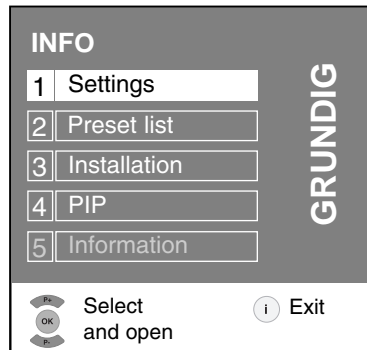 INFO
1 Settings
2 Preset list
3 Installation
4 PIP
5 Information
GRUNDIG
P+
OK
P-
Select
and open
i Exit